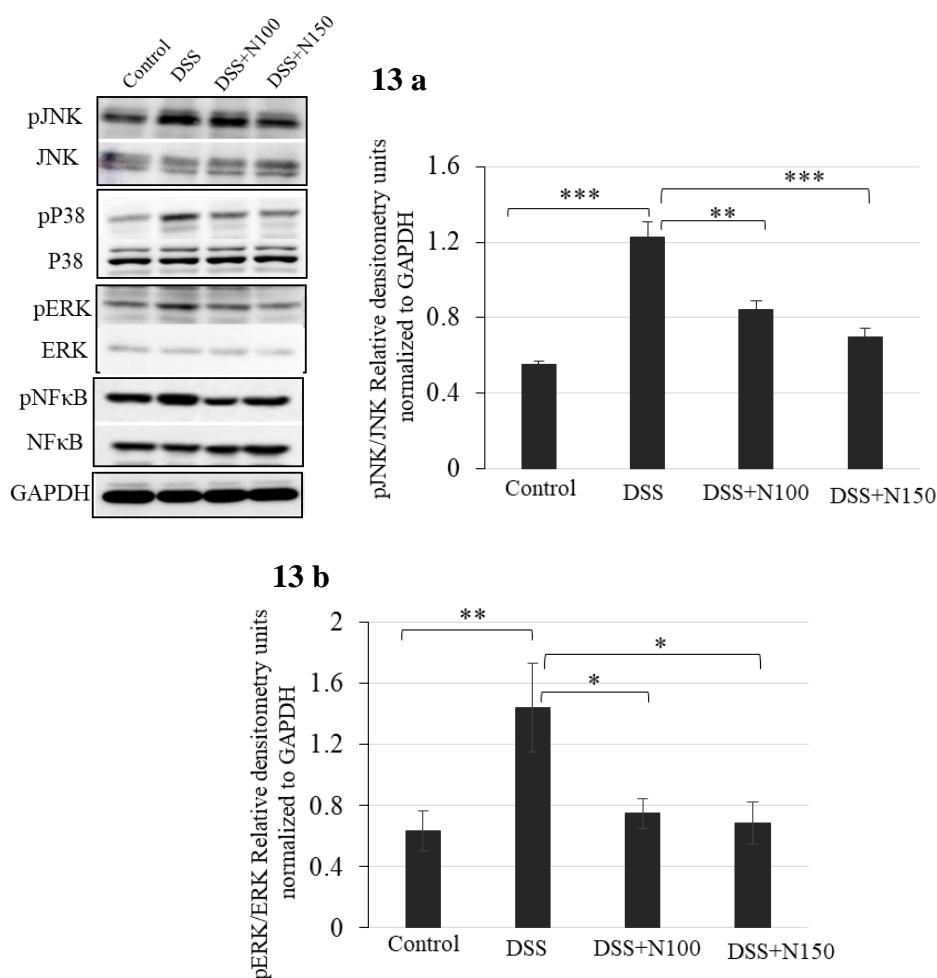 Control
DSS
DSS+N100
DSS+N150
pJNK
JNK
pP38
P38
pERK
ERK
pNFκB
NFκB
GAPDH
13 a
pJNK/JNK Relative densitometry units
normalized to GAPDH
1.6
1.2
0.8
0.4
0
***
***
**
Control
DSS
DSS+N100
DSS+N150
13 b
pERK/ERK Relative densitometry units
normalized to GAPDH
2
1.6
1.2
0.8
0.4
0
**
*
*
Control
DSS
DSS+N100
DSS+N150